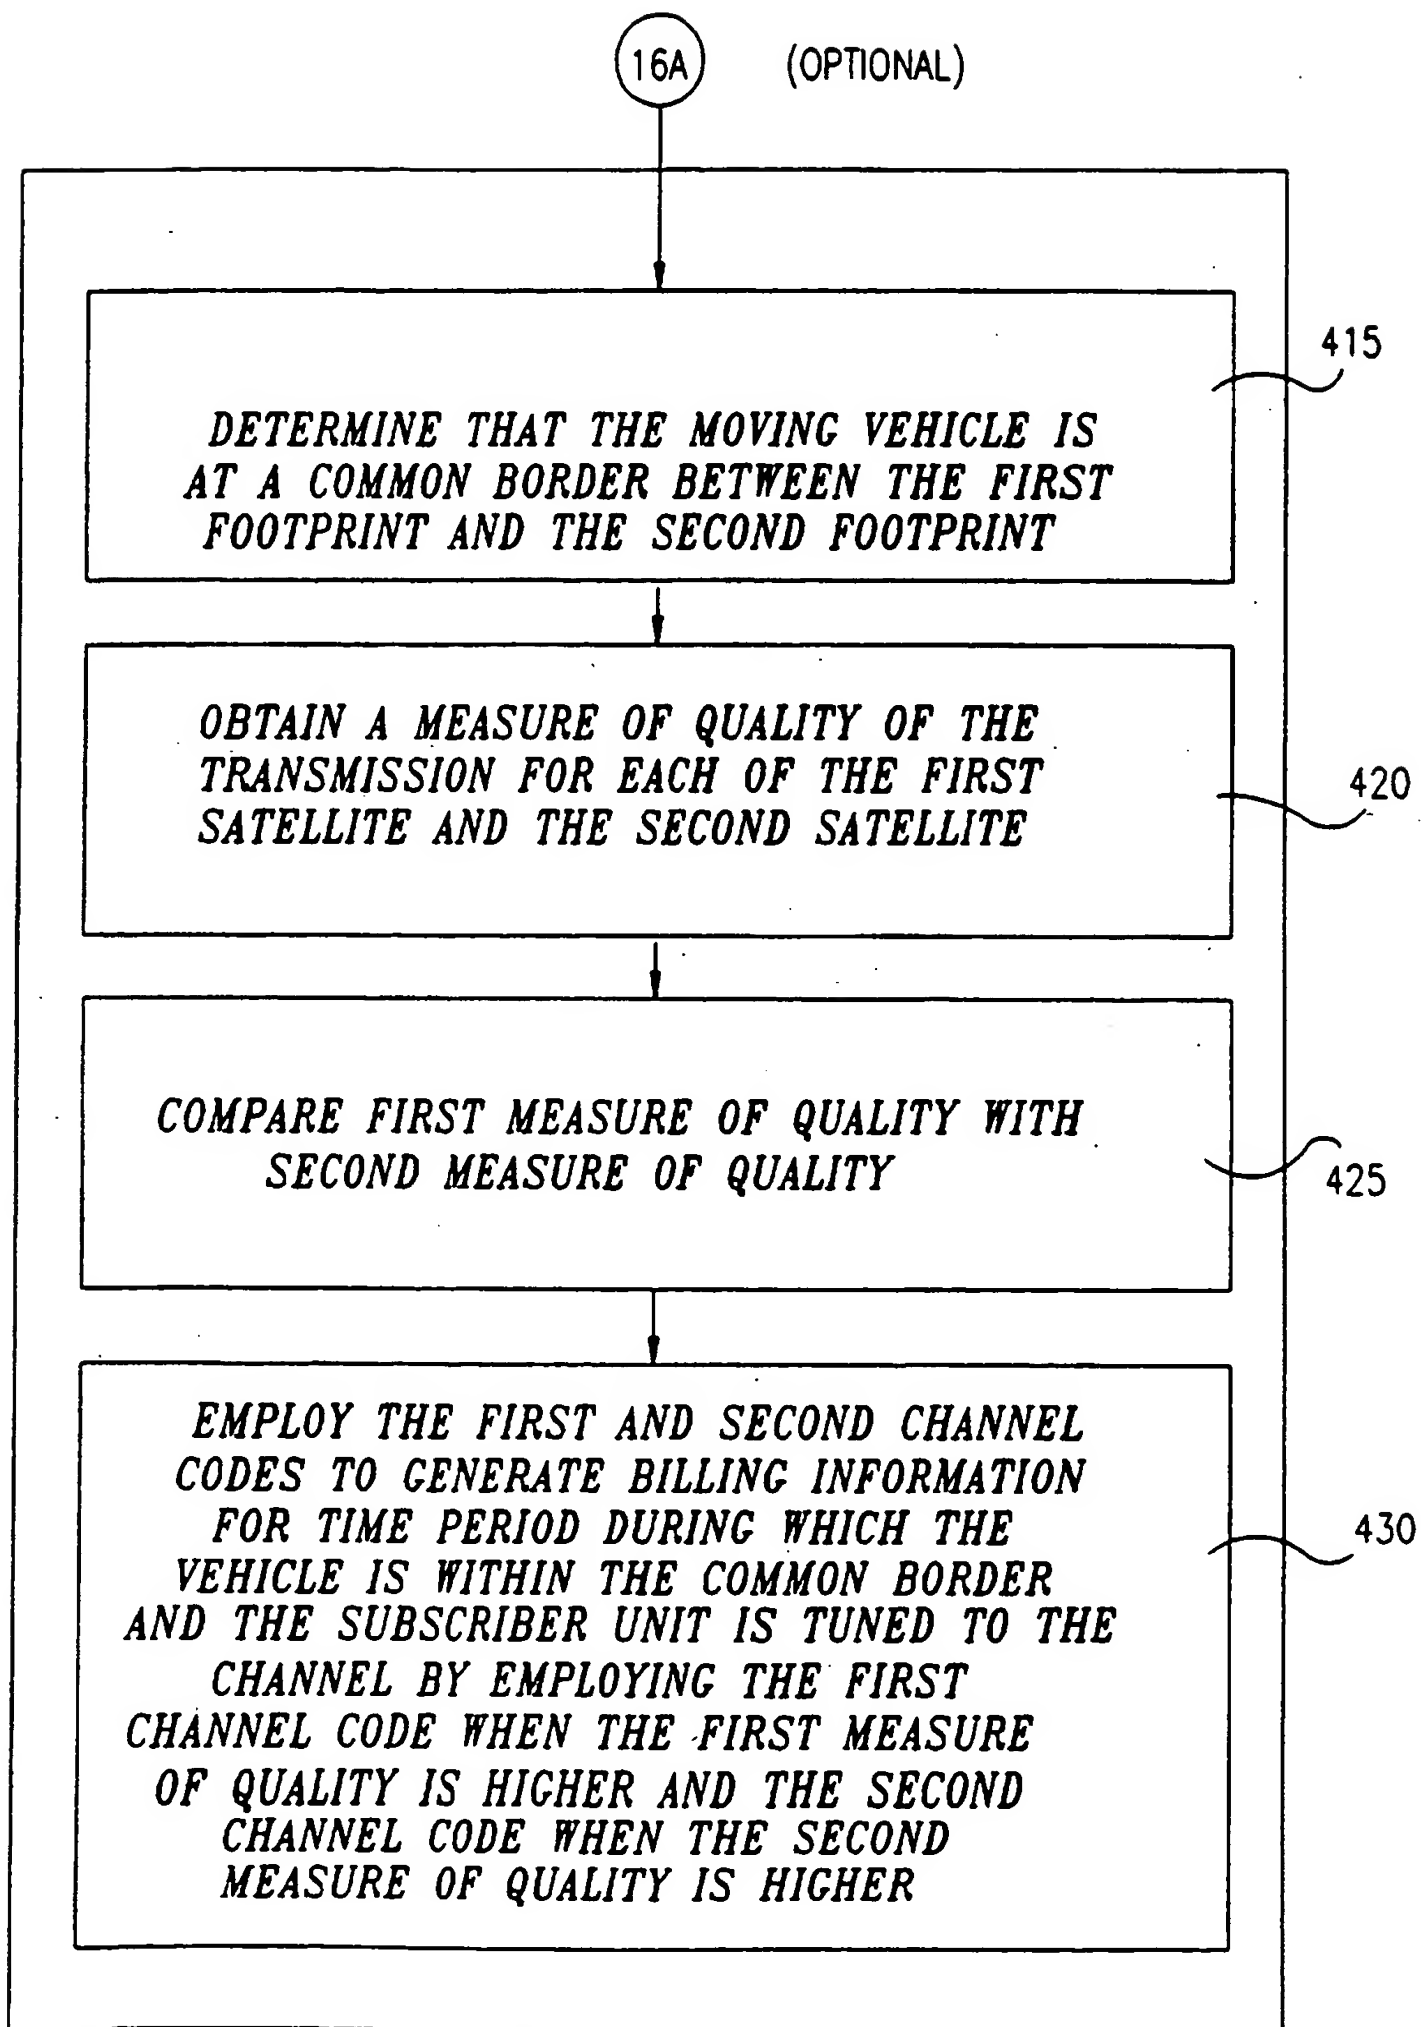 16A (OPTIONAL)
415
DETERMINE THAT THE MOVING VEHICLE IS
AT A COMMON BORDER BETWEEN THE FIRST
FOOTPRINT AND THE SECOND FOOTPRINT
OBTAIN A MEASURE OF QUALITY OF THE
TRANSMISSION FOR EACH OF THE FIRST
SATELLITE AND THE SECOND SATELLITE
420
COMPARE FIRST MEASURE OF QUALITY WITH
SECOND MEASURE OF QUALITY
425
EMPLOY THE FIRST AND SECOND CHANNEL
CODES TO GENERATE BILLING INFORMATION
FOR TIME PERIOD DURING WHICH THE
VEHICLE IS WITHIN THE COMMON BORDER
AND THE SUBSCRIBER UNIT IS TUNED TO THE
CHANNEL BY EMPLOYING THE FIRST
CHANNEL CODE WHEN THE FIRST MEASURE
OF QUALITY IS HIGHER AND THE SECOND
CHANNEL CODE WHEN THE SECOND
MEASURE OF QUALITY IS HIGHER
430